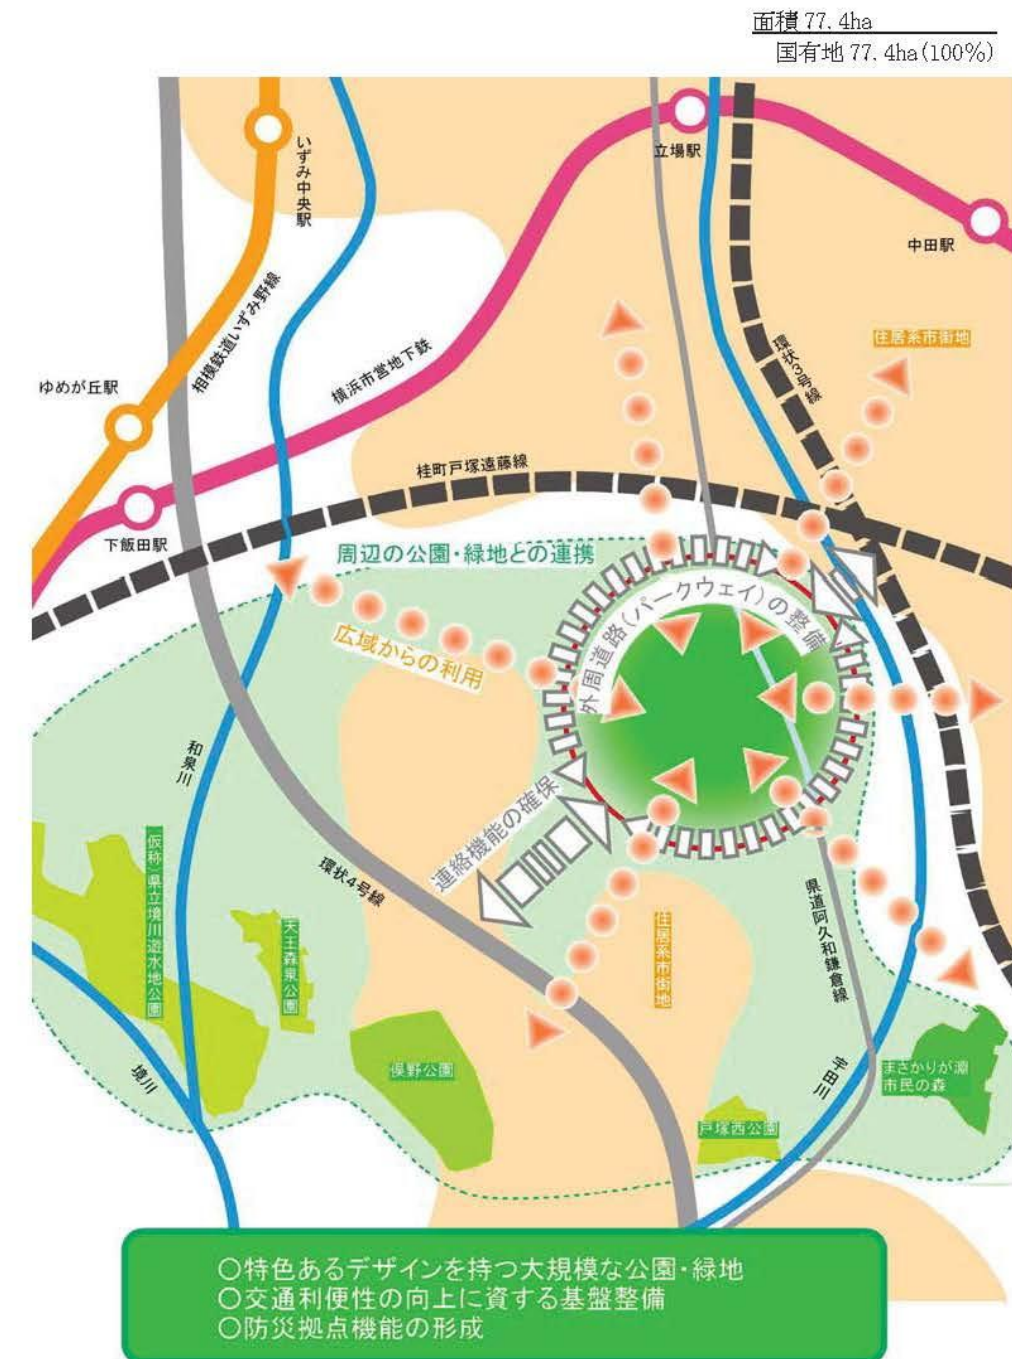 面積 77.4ha
国有地 77.4ha(100%)
いずみ中央駅
立場駅
中田駅
相模鉄道いずみ野線
横浜市営地下鉄
環状3号線
住居系市街地
ゆめが丘駅
下飯田駅
桂町戸塚遠藤線
周辺の公園・緑地との連携
外周道路(パークウェイ)の整備
広域からの利用
和泉川
連絡機能の確保
環状4号線
(仮称)県立境川遊水地公園
天王森泉公園
住居系市街地
県道阿久和鎌倉線
境川
俣野公園
宇田川
まさかりが淵
市民の森
戸塚西公園
○特色あるデザインを持つ大規模な公園・緑地
○交通利便性の向上に資する基盤整備
○防災拠点機能の形成